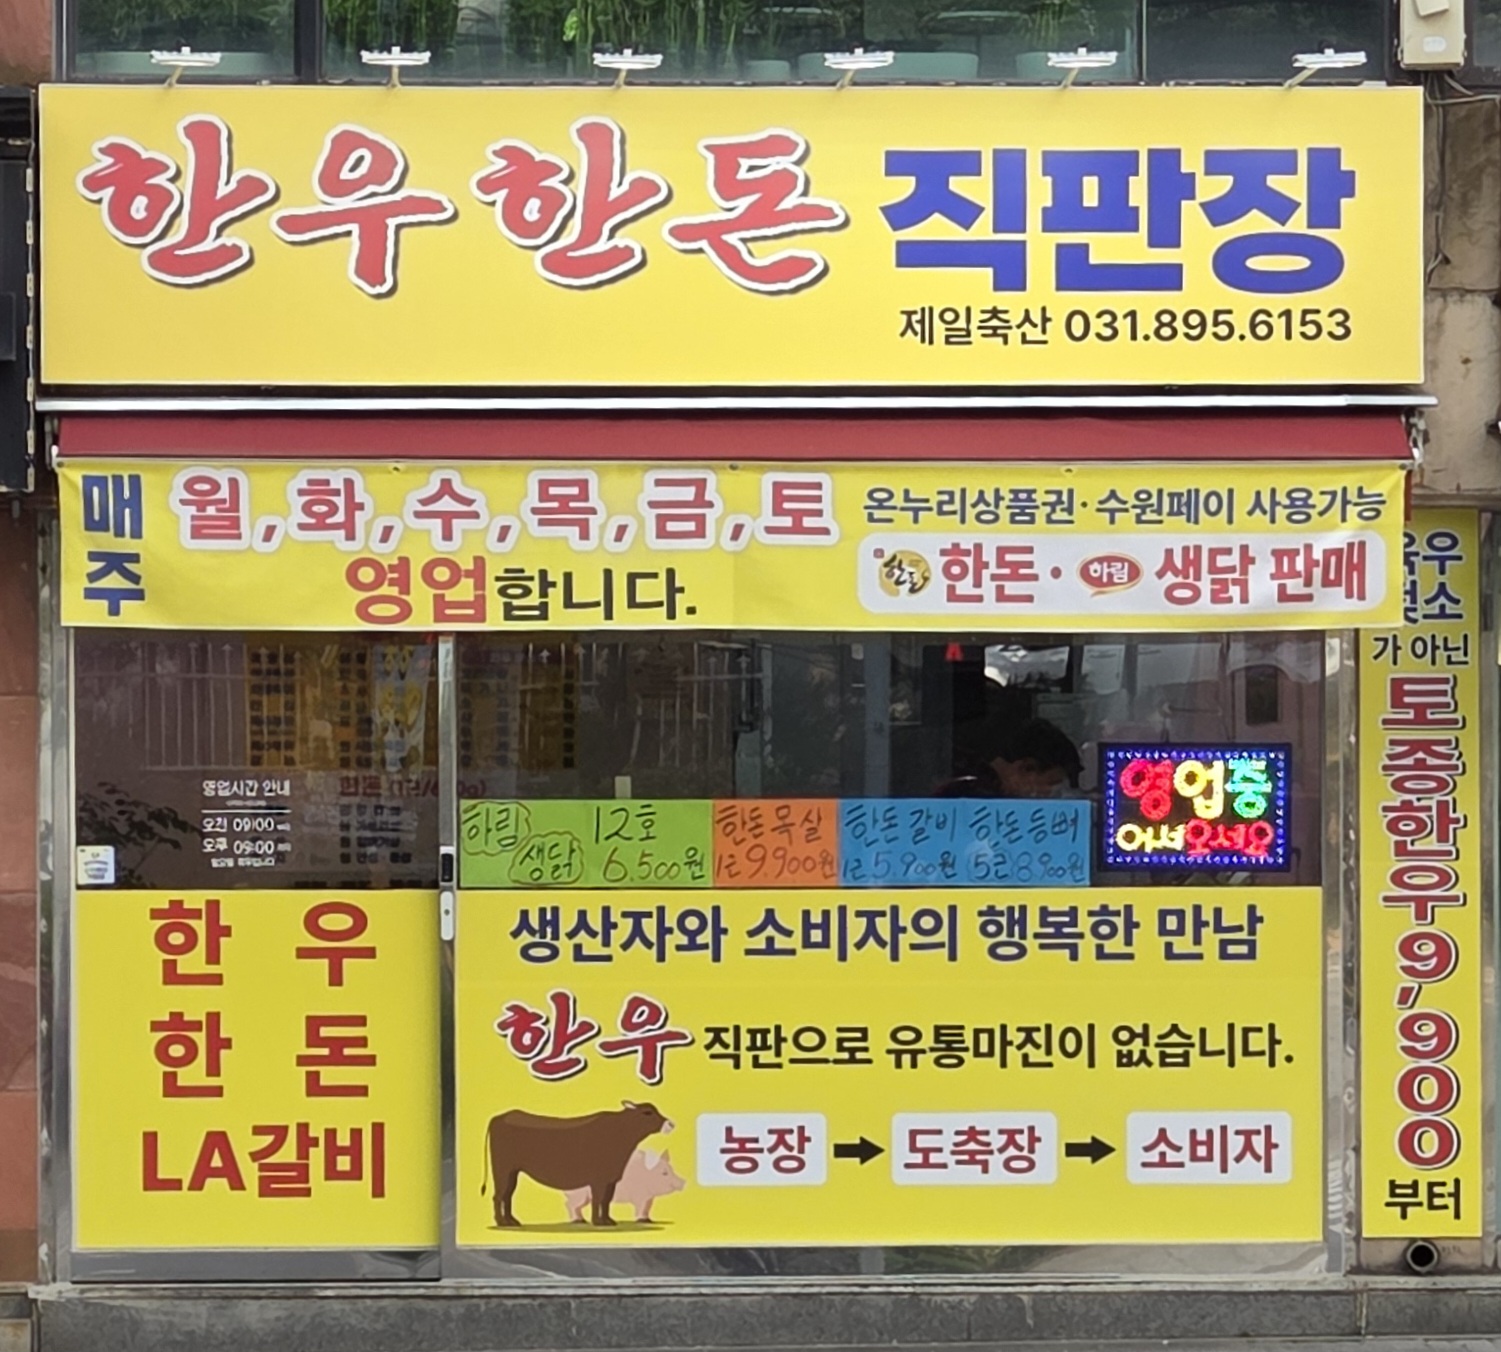 한우한돈 직판장
제일축산 031.895.6153
매주
월,화,수,목,금,토
영업합니다.
온누리상품권·수원페이 사용가능
한돈 한돈· 하림 생닭 판매
우
소
가 아닌
토종한우 9,900
부터
영업시간 안내
오전 09:00
오후 09:00
하림 생닭 12호 6,500원
한돈목살 1근 9,900원
한돈갈비 1근 5,900원
한돈등뼈 5근 8,900원
영업중
어서오세요
한우
한돈
LA갈비
생산자와 소비자의 행복한 만남
한우 직판으로 유통마진이 없습니다.
농장 → 도축장 → 소비자